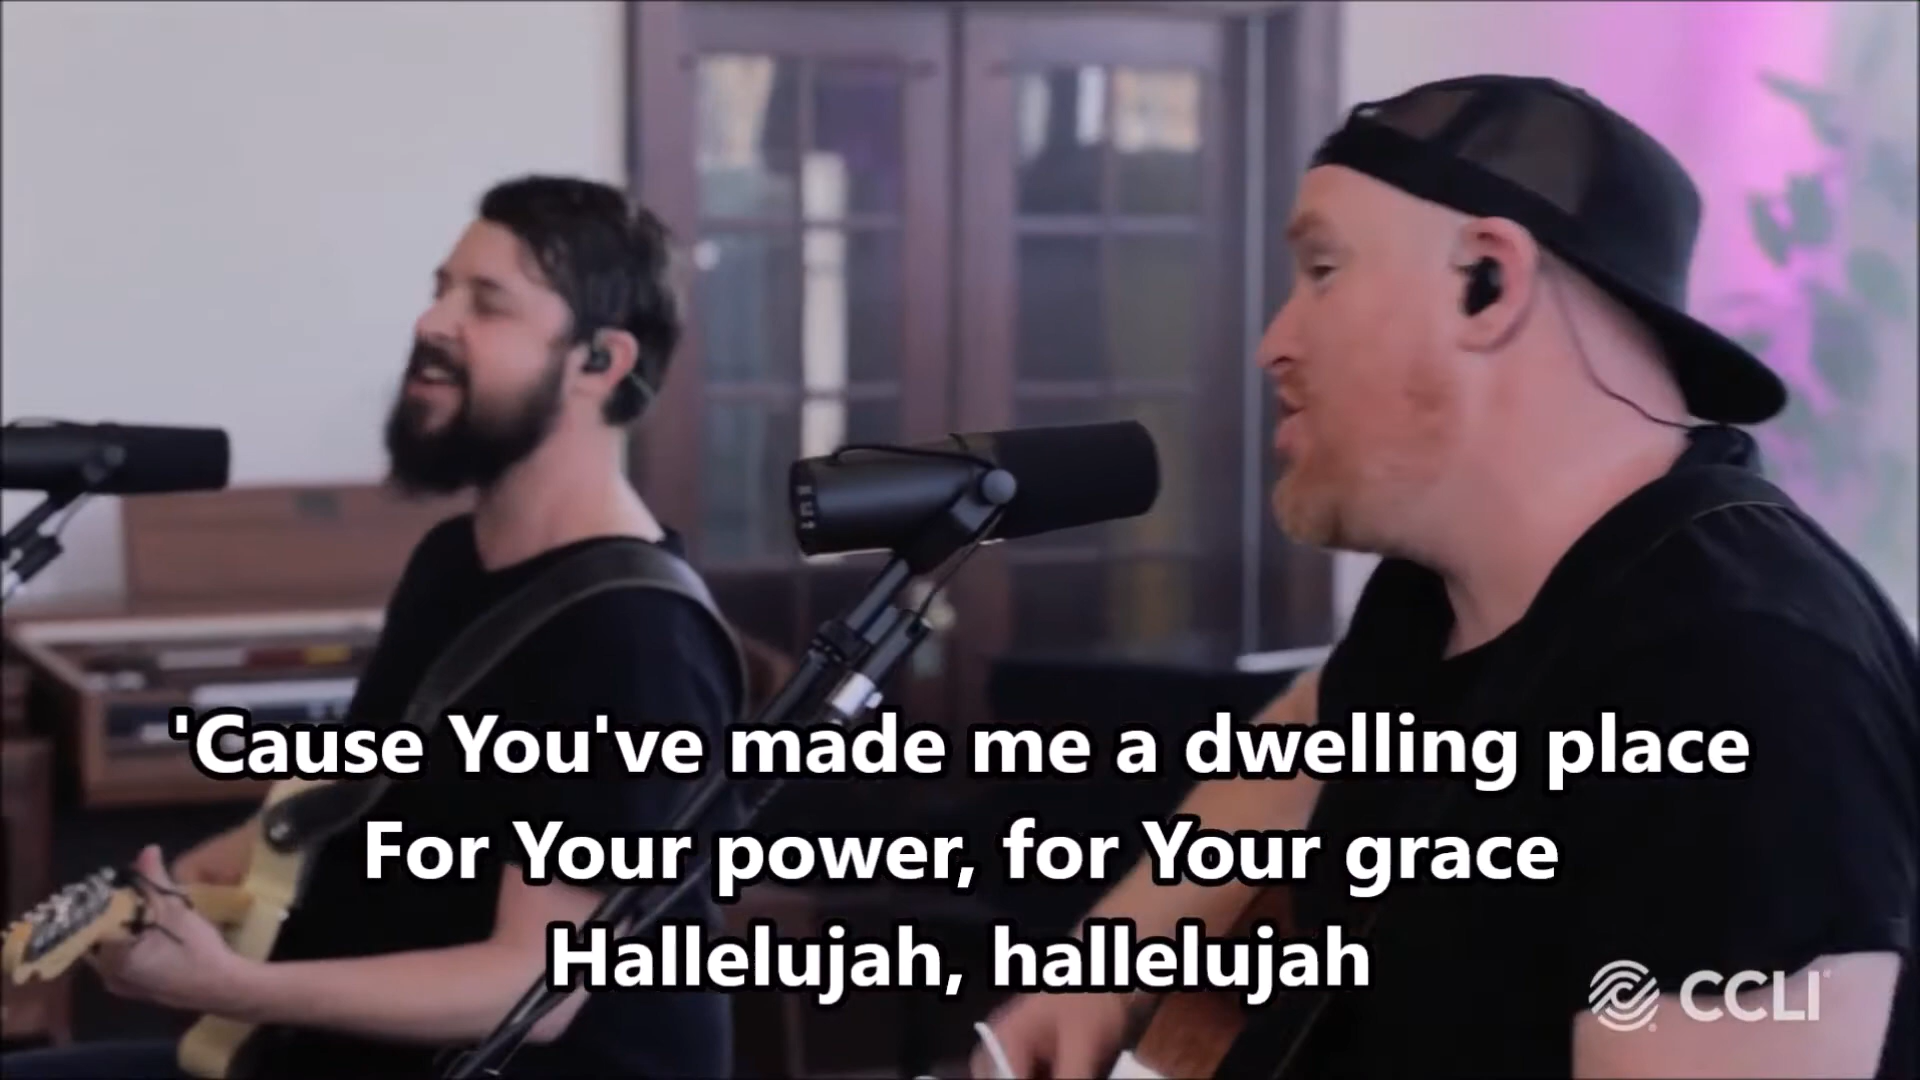 'Cause You've made me a dwelling place
For Your power, for Your grace
Hallelujah, hallelujah
CCLI